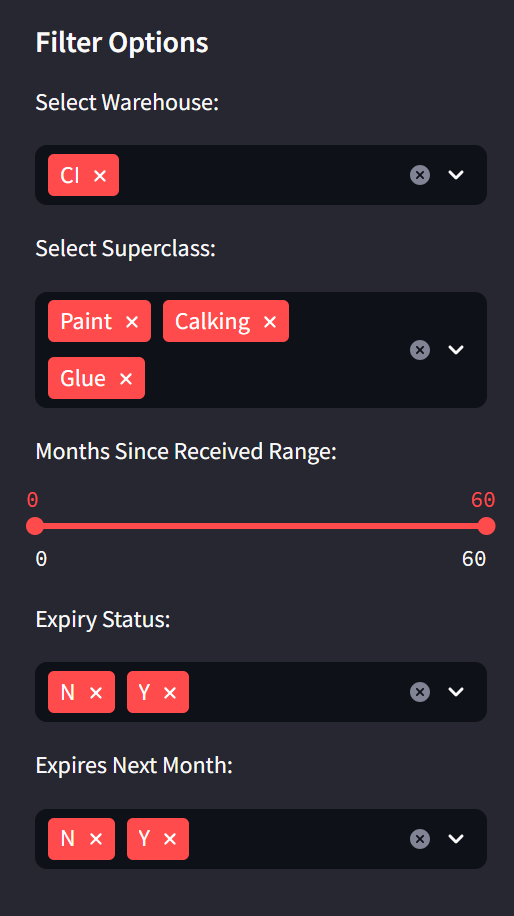 Filter Options
Select Warehouse:
CI
Select Superclass:
Paint Calking
Glue
Months Since Received Range:
0 60
0 60
Expiry Status:
N Y
Expires Next Month:
N Y